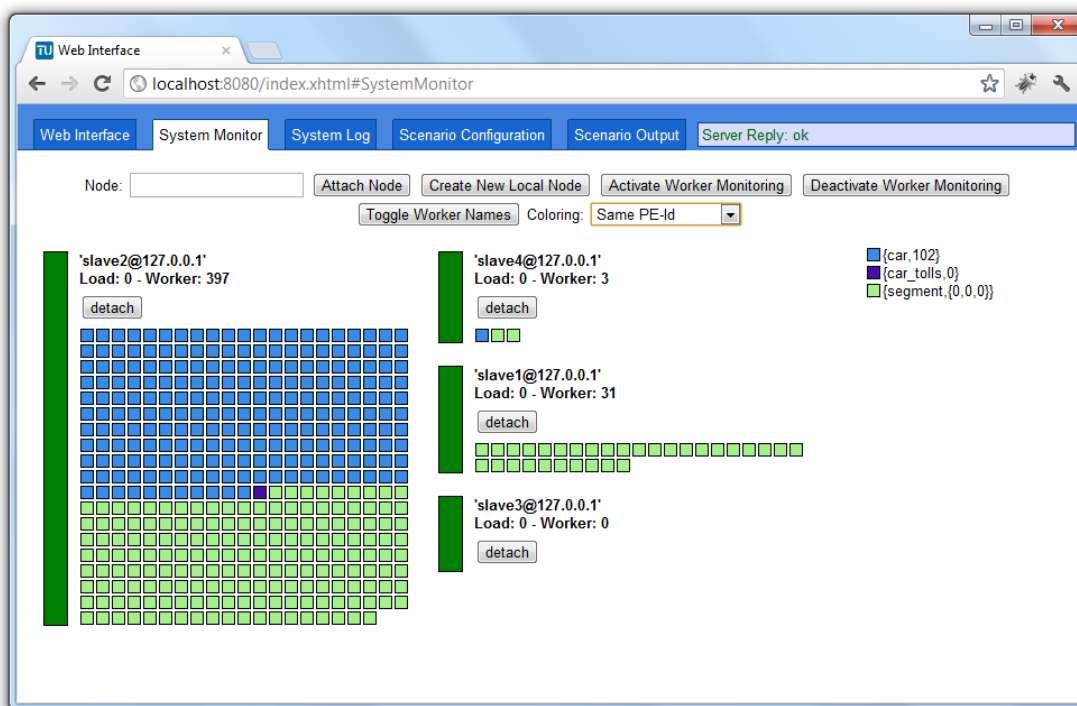 TU Web Interface
localhost:8080/index.xhtml#SystemMonitor
Web Interface System Monitor System Log Scenario Configuration Scenario Output Server Reply: ok
Node: Attach Node Create New Local Node Activate Worker Monitoring Deactivate Worker Monitoring
Toggle Worker Names Coloring: Same PE-Id
'slave2@127.0.0.1'
Load: 0 - Worker: 397
detach
'slave4@127.0.0.1'
Load: 0 - Worker: 3
detach
'slave1@127.0.0.1'
Load: 0 - Worker: 31
detach
'slave3@127.0.0.1'
Load: 0 - Worker: 0
detach
{car,102}
{car_tolls,0}
{segment,{0,0,0}}